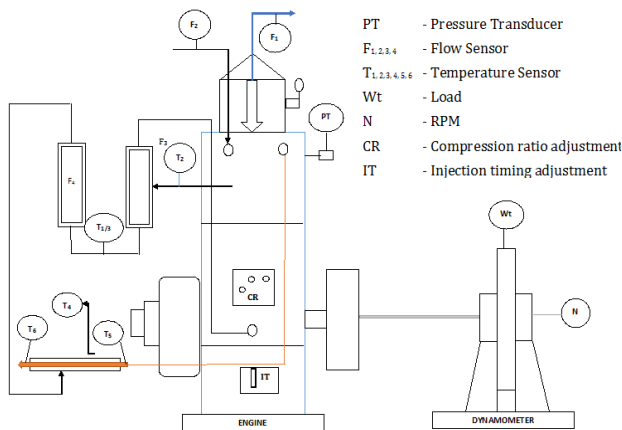 F2
F1
PT - Pressure Transducer
F1, 2, 3, 4 - Flow Sensor
T1, 2, 3, 4, 5, 6 - Temperature Sensor
Wt - Load
N - RPM
CR - Compression ratio adjustment
IT - Injection timing adjustment
PT
F3
T2
F4
T1/3
Wt
T4
T6
T5
CR
N
IT
ENGINE
DYNAMOMETER